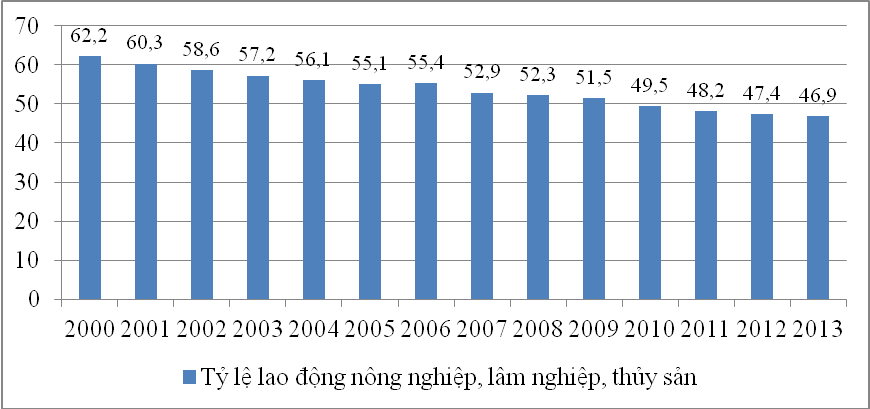 70
60
50
40
30
20
10
0
62,2 60,3 58,6 57,2 56,1 55,1 55,4 52,9 52,3 51,5 49,5 48,2 47,4 46,9
2000 2001 2002 2003 2004 2005 2006 2007 2008 2009 2010 2011 2012 2013
Tỷ lệ lao động nông nghiệp, lâm nghiệp, thủy sản